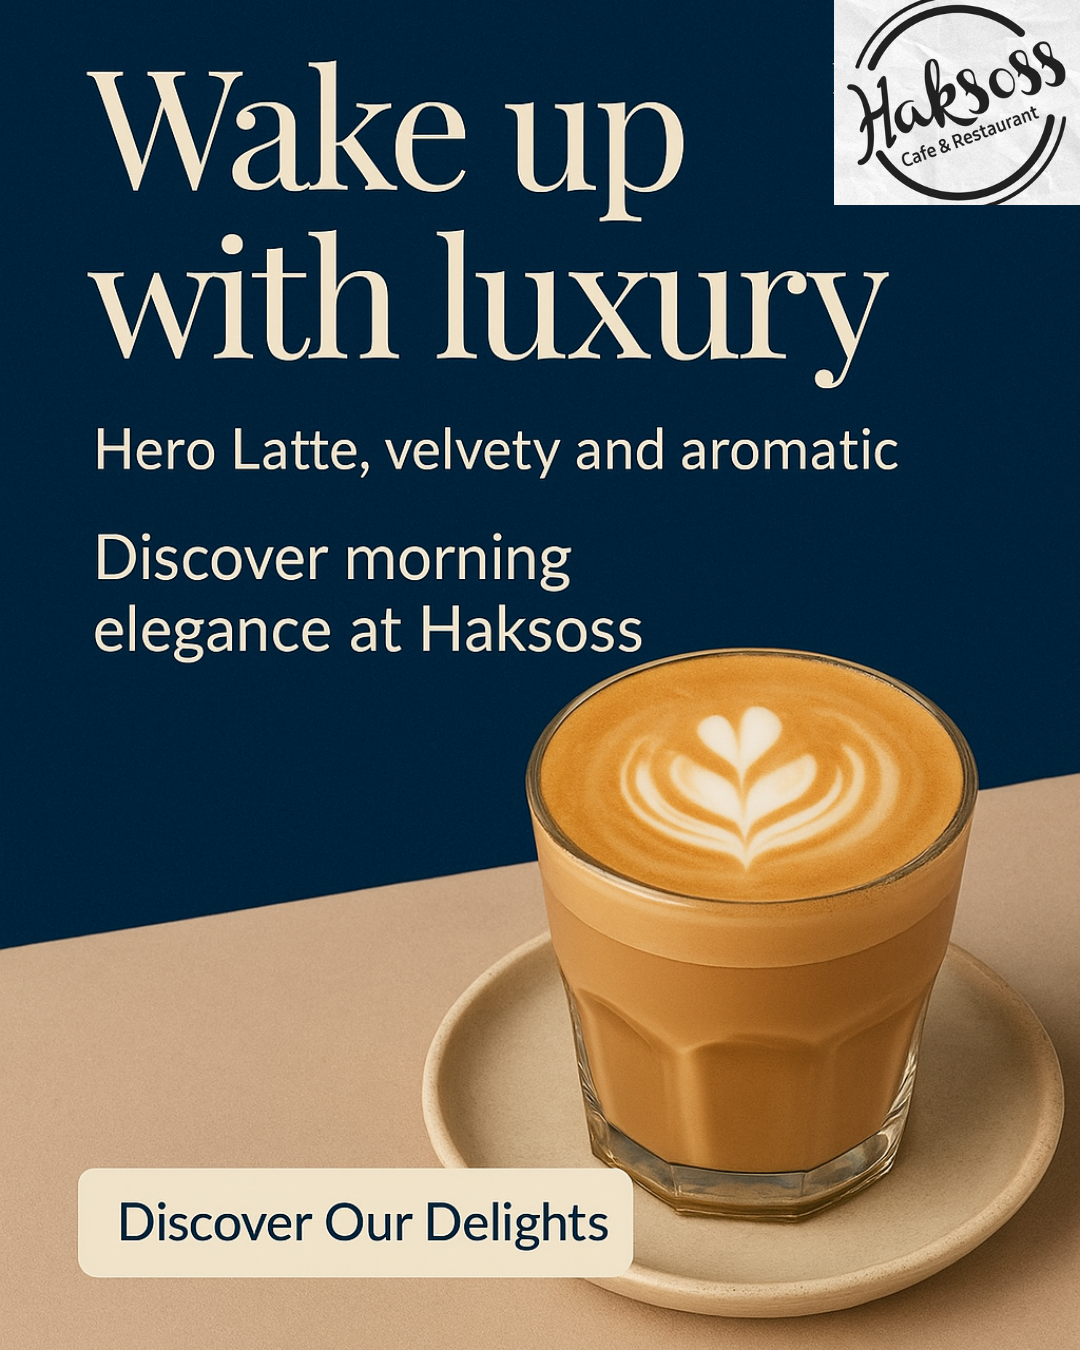 Haksoss
Cafe & Restaurant
Wake up
with luxury
Hero Latte, velvety and aromatic
Discover morning
elegance at Haksoss
Discover Our Delights